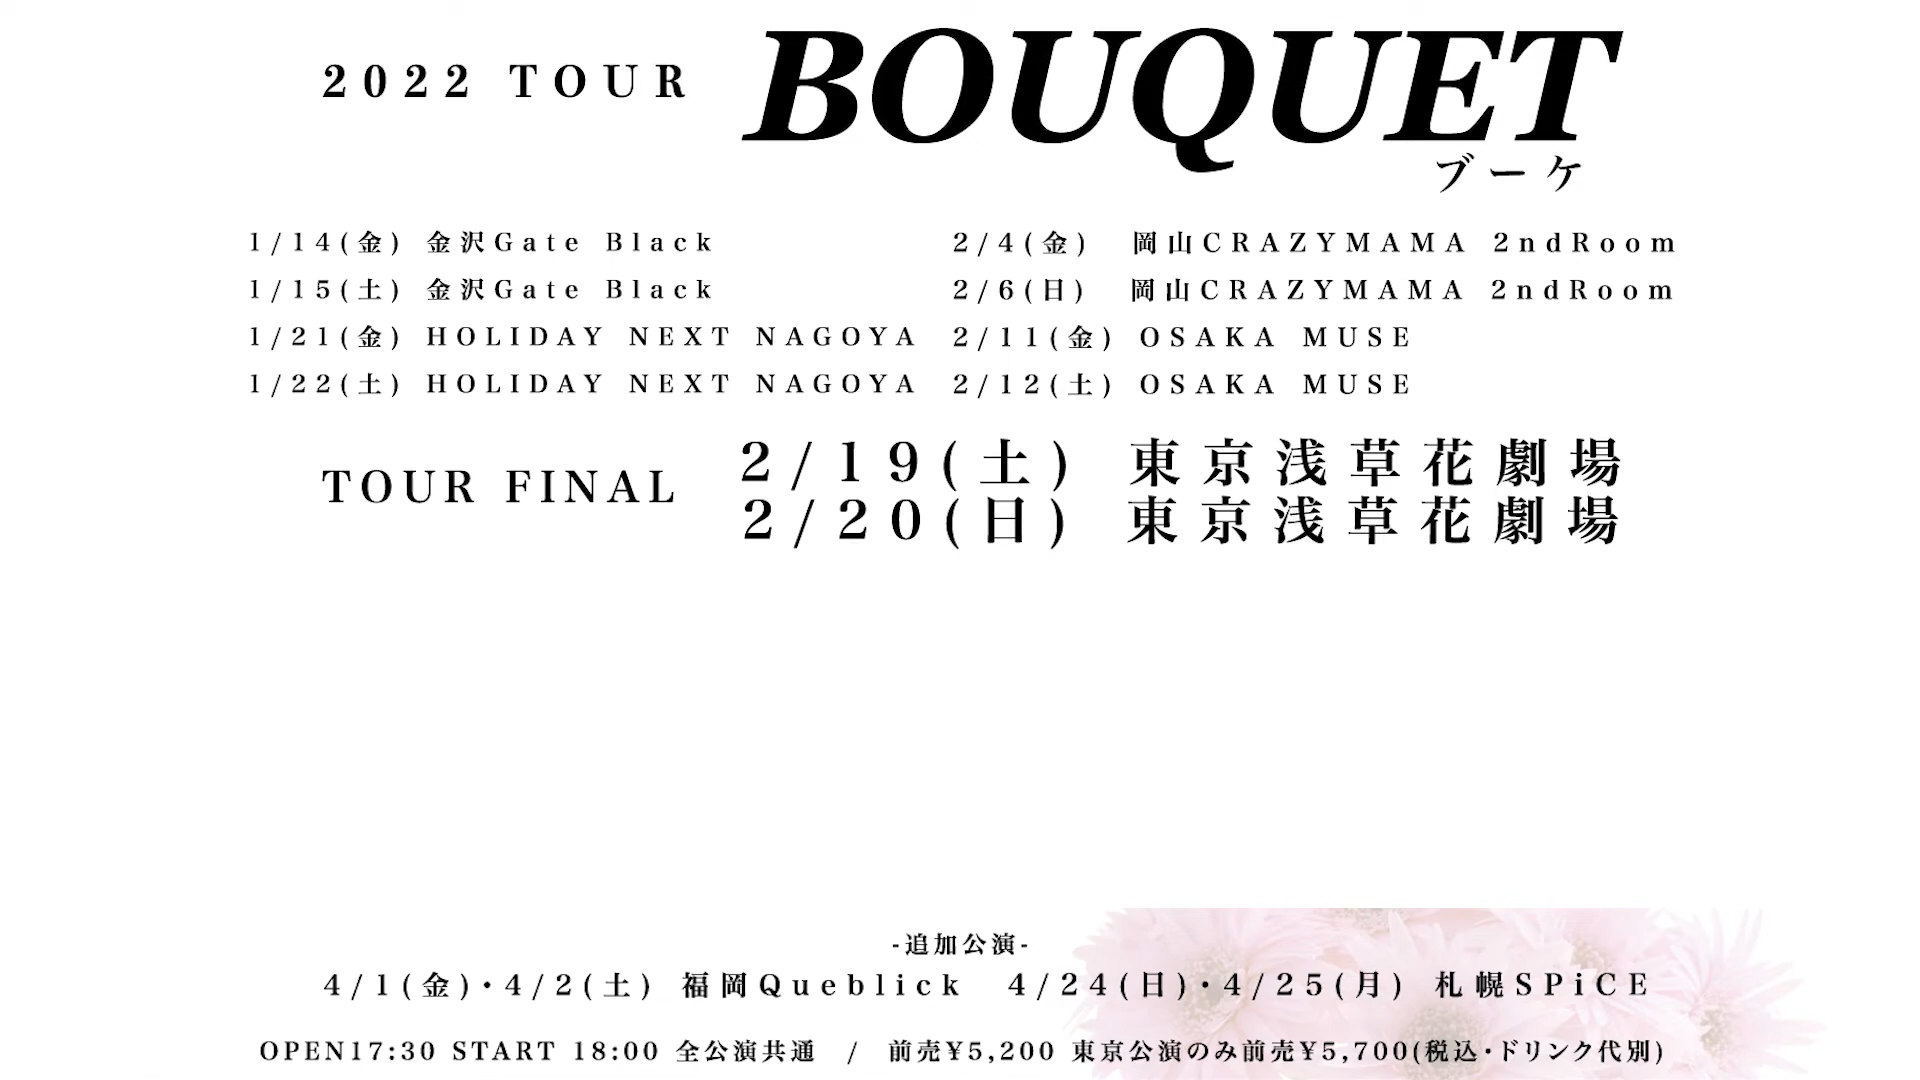 2022 TOUR BOUQUET
ブーケ
1/14(金) 金沢Gate Black
1/15(土) 金沢Gate Black
1/21(金) HOLIDAY NEXT NAGOYA
1/22(土) HOLIDAY NEXT NAGOYA
2/4(金) 岡山CRAZYMAMA 2ndRoom
2/6(日) 岡山CRAZYMAMA 2ndRoom
2/11(金) OSAKA MUSE
2/12(土) OSAKA MUSE
TOUR FINAL
2/19(土) 東京浅草花劇場
2/20(日) 東京浅草花劇場
-追加公演-
4/1(金)・4/2(土) 福岡Queblick 4/24(日)・4/25(月) 札幌SPiCE
OPEN17:30 START 18:00 全公演共通 / 前売¥5,200 東京公演のみ前売¥5,700(税込・ドリンク代別)